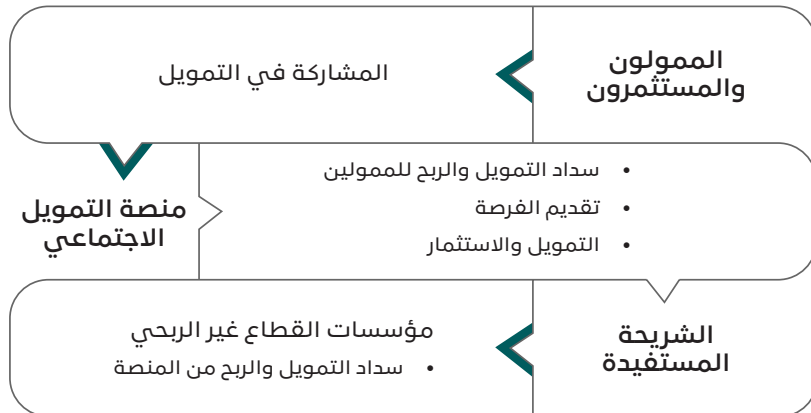 الممولون
والمستثمرون
المشاركة في التمويل
منصة التمويل
الاجتماعي
• سداد التمويل والربح للممولين
• تقديم الفرصة
• التمويل والاستثمار
الشريحة
المستفيدة
مؤسسات القطاع غير الربحي
• سداد التمويل والربح من المنصة